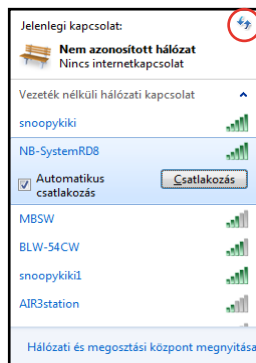 Jelenlegi kapcsolat:
Nem azonosított hálózat
Nincs internetkapcsolat
Vezeték nélküli hálózati kapcsolat
snoopykiki
NB-SystemRD8
Automatikus
csatlakozás
Csatlakozás
MBSW
BLW-54CW
snoopykiki1
AIR3station
Hálózati és megosztási központ megnyitása